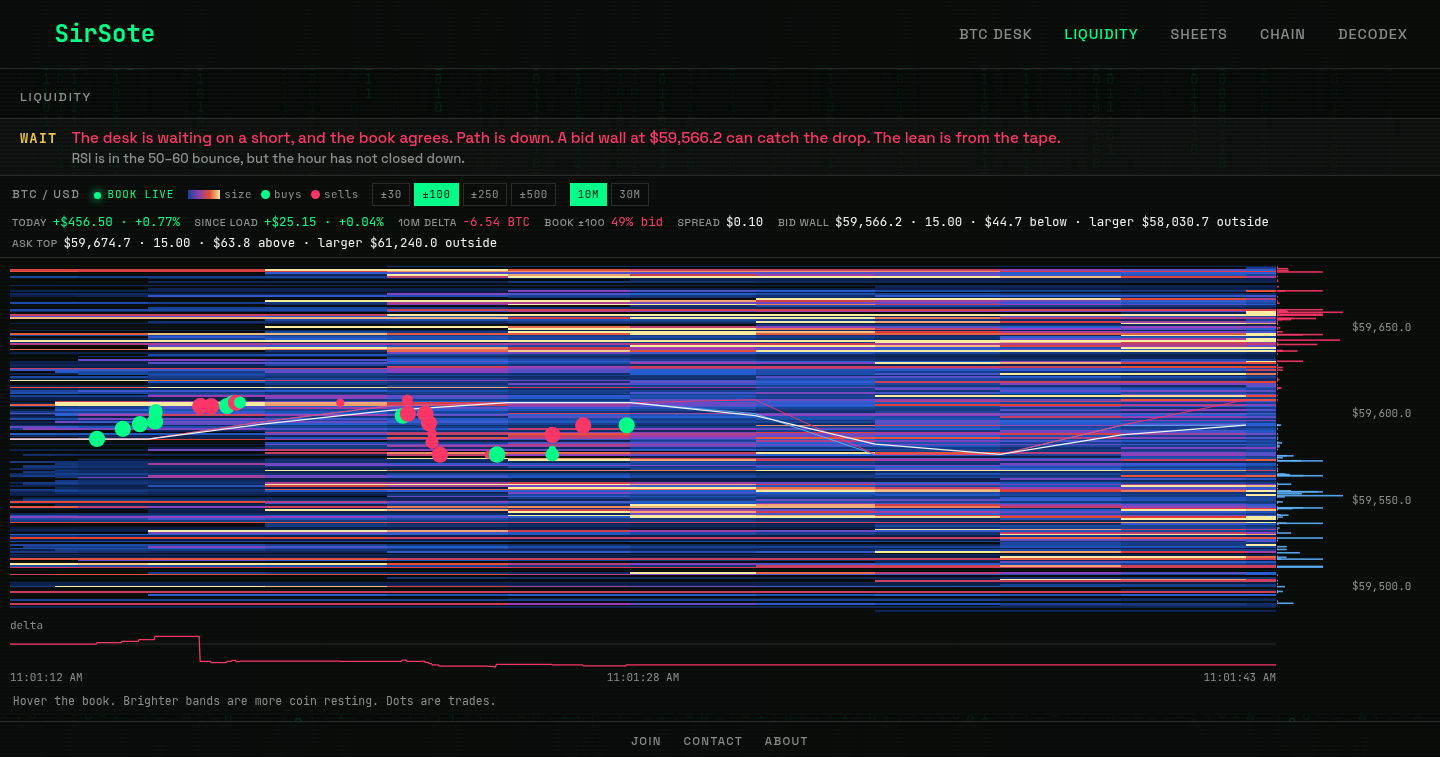 SirSote
BTC DESK LIQUIDITY SHEETS CHAIN DECODEX
LIQUIDITY
WAIT The desk is waiting on a short, and the book agrees. Path is down. A bid wall at $59,566.2 can catch the drop. The lean is from the tape.
RSI is in the 50–60 bounce, but the hour has not closed down.
BTC / USD BOOK LIVE size buys sells ±30 ±100 ±250 ±500 10M 30M
TODAY +$456.50 · +0.77% SINCE LOAD +$25.15 · +0.04% 10M DELTA -6.54 BTC BOOK ±100 49% bid SPREAD $0.10 BID WALL $59,566.2 · 15.00 · $44.7 below · larger $58,030.7 outside
ASK TOP $59,674.7 · 15.00 · $63.8 above · larger $61,240.0 outside
$59,650.0
$59,600.0
$59,550.0
$59,500.0
delta
11:01:12 AM 11:01:28 AM 11:01:43 AM
Hover the book. Brighter bands are more coin resting. Dots are trades.
JOIN CONTACT ABOUT